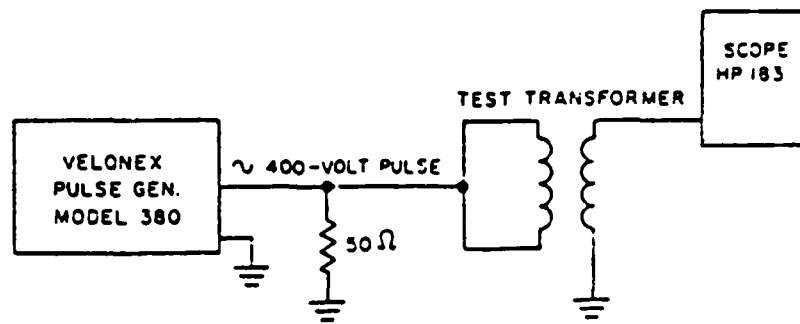 SCOPE
HP 183
TEST TRANSFORMER
VELONEX
PULSE GEN.
MODEL 380
~ 400-VOLT PULSE
50 Ω